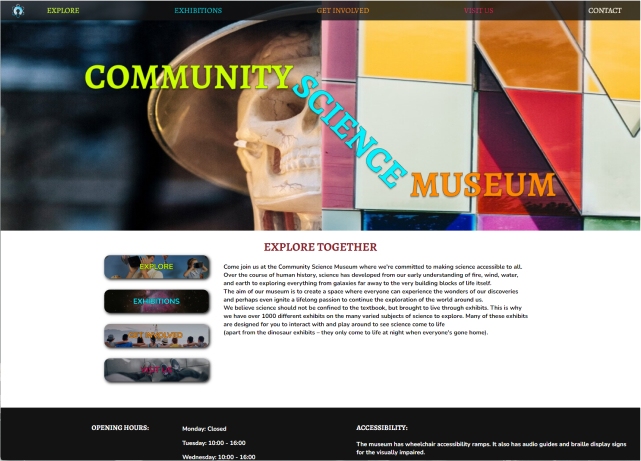 EXPLORE EXHIBITIONS GET INVOLVED VISIT US CONTACT
COMMUNITY
SCIENCE
MUSEUM
EXPLORE TOGETHER
EXPLORE
EXHIBITIONS
GET INVOLVED
VISIT US
Come join us at the Community Science Museum where we're committed to making science accessible to all.
Over the course of human history, science has developed from our early understanding of fire, wind, water,
and earth to exploring everything from galaxies far away to the very building blocks of life itself.
The aim of our museum is to create a space where everyone can experience the wonders of our discoveries
and perhaps even ignite a lifelong passion to continue the exploration of the world around us.
We believe science should not be confined to the textbook, but brought to live through exhibits. This is why
we have over 1000 different exhibits on the many varied subjects of science to explore. Many of these exhibits
are designed for you to interact with and play around to see science come to life
(apart from the dinosaur exhibits – they only come to life at night when everyone's gone home).
OPENING HOURS:
Monday: Closed
Tuesday: 10:00 - 16:00
Wednesday: 10:00 - 16:00
ACCESSIBILITY:
The museum has wheelchair accessibility ramps. It also has audio guides and braille display signs
for the visually impaired.